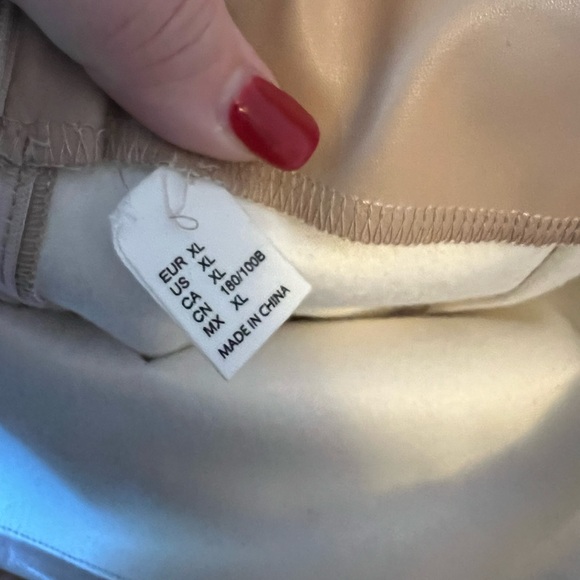 EUR XL
US XL
CA XL
CN 180/100B
MX XL
MADE IN CHINA